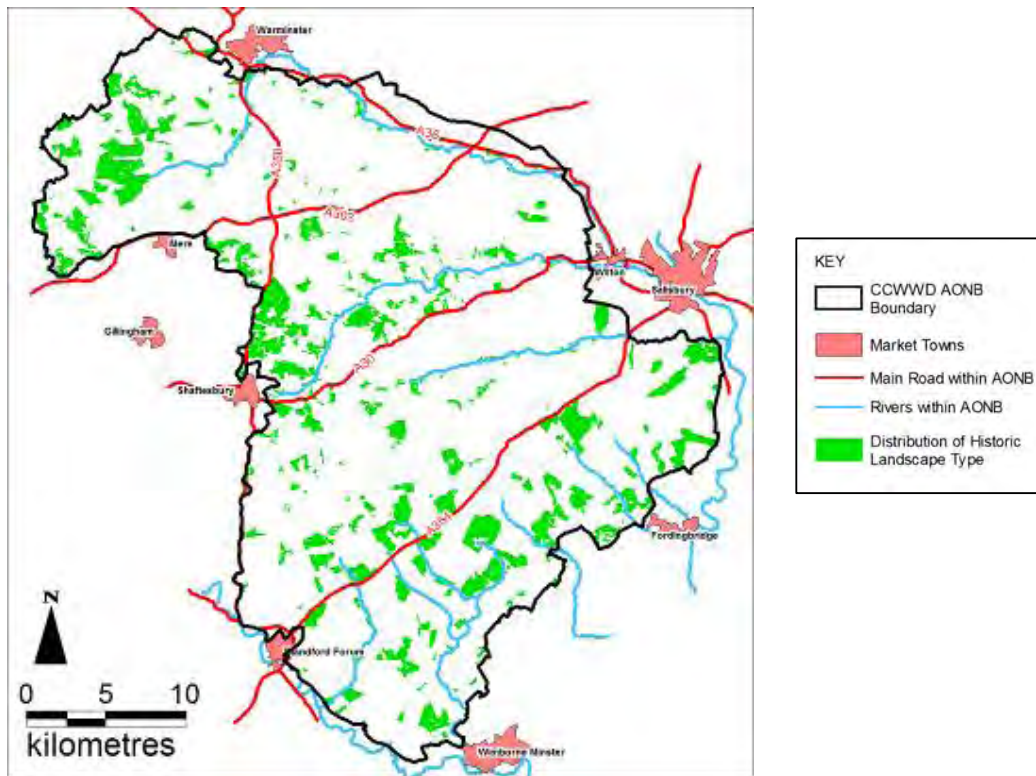 Warminster
A36
A350
A303
Mere
Wilton
Salisbury
Gillingham
A30
Shaftesbury
A354
Fordingbridge
N
Blandford Forum
0 5 10
kilometres
Wimborne Minster
KEY
CCWWD AONB
Boundary
Market Towns
Main Road within AONB
Rivers within AONB
Distribution of Historic
Landscape Type